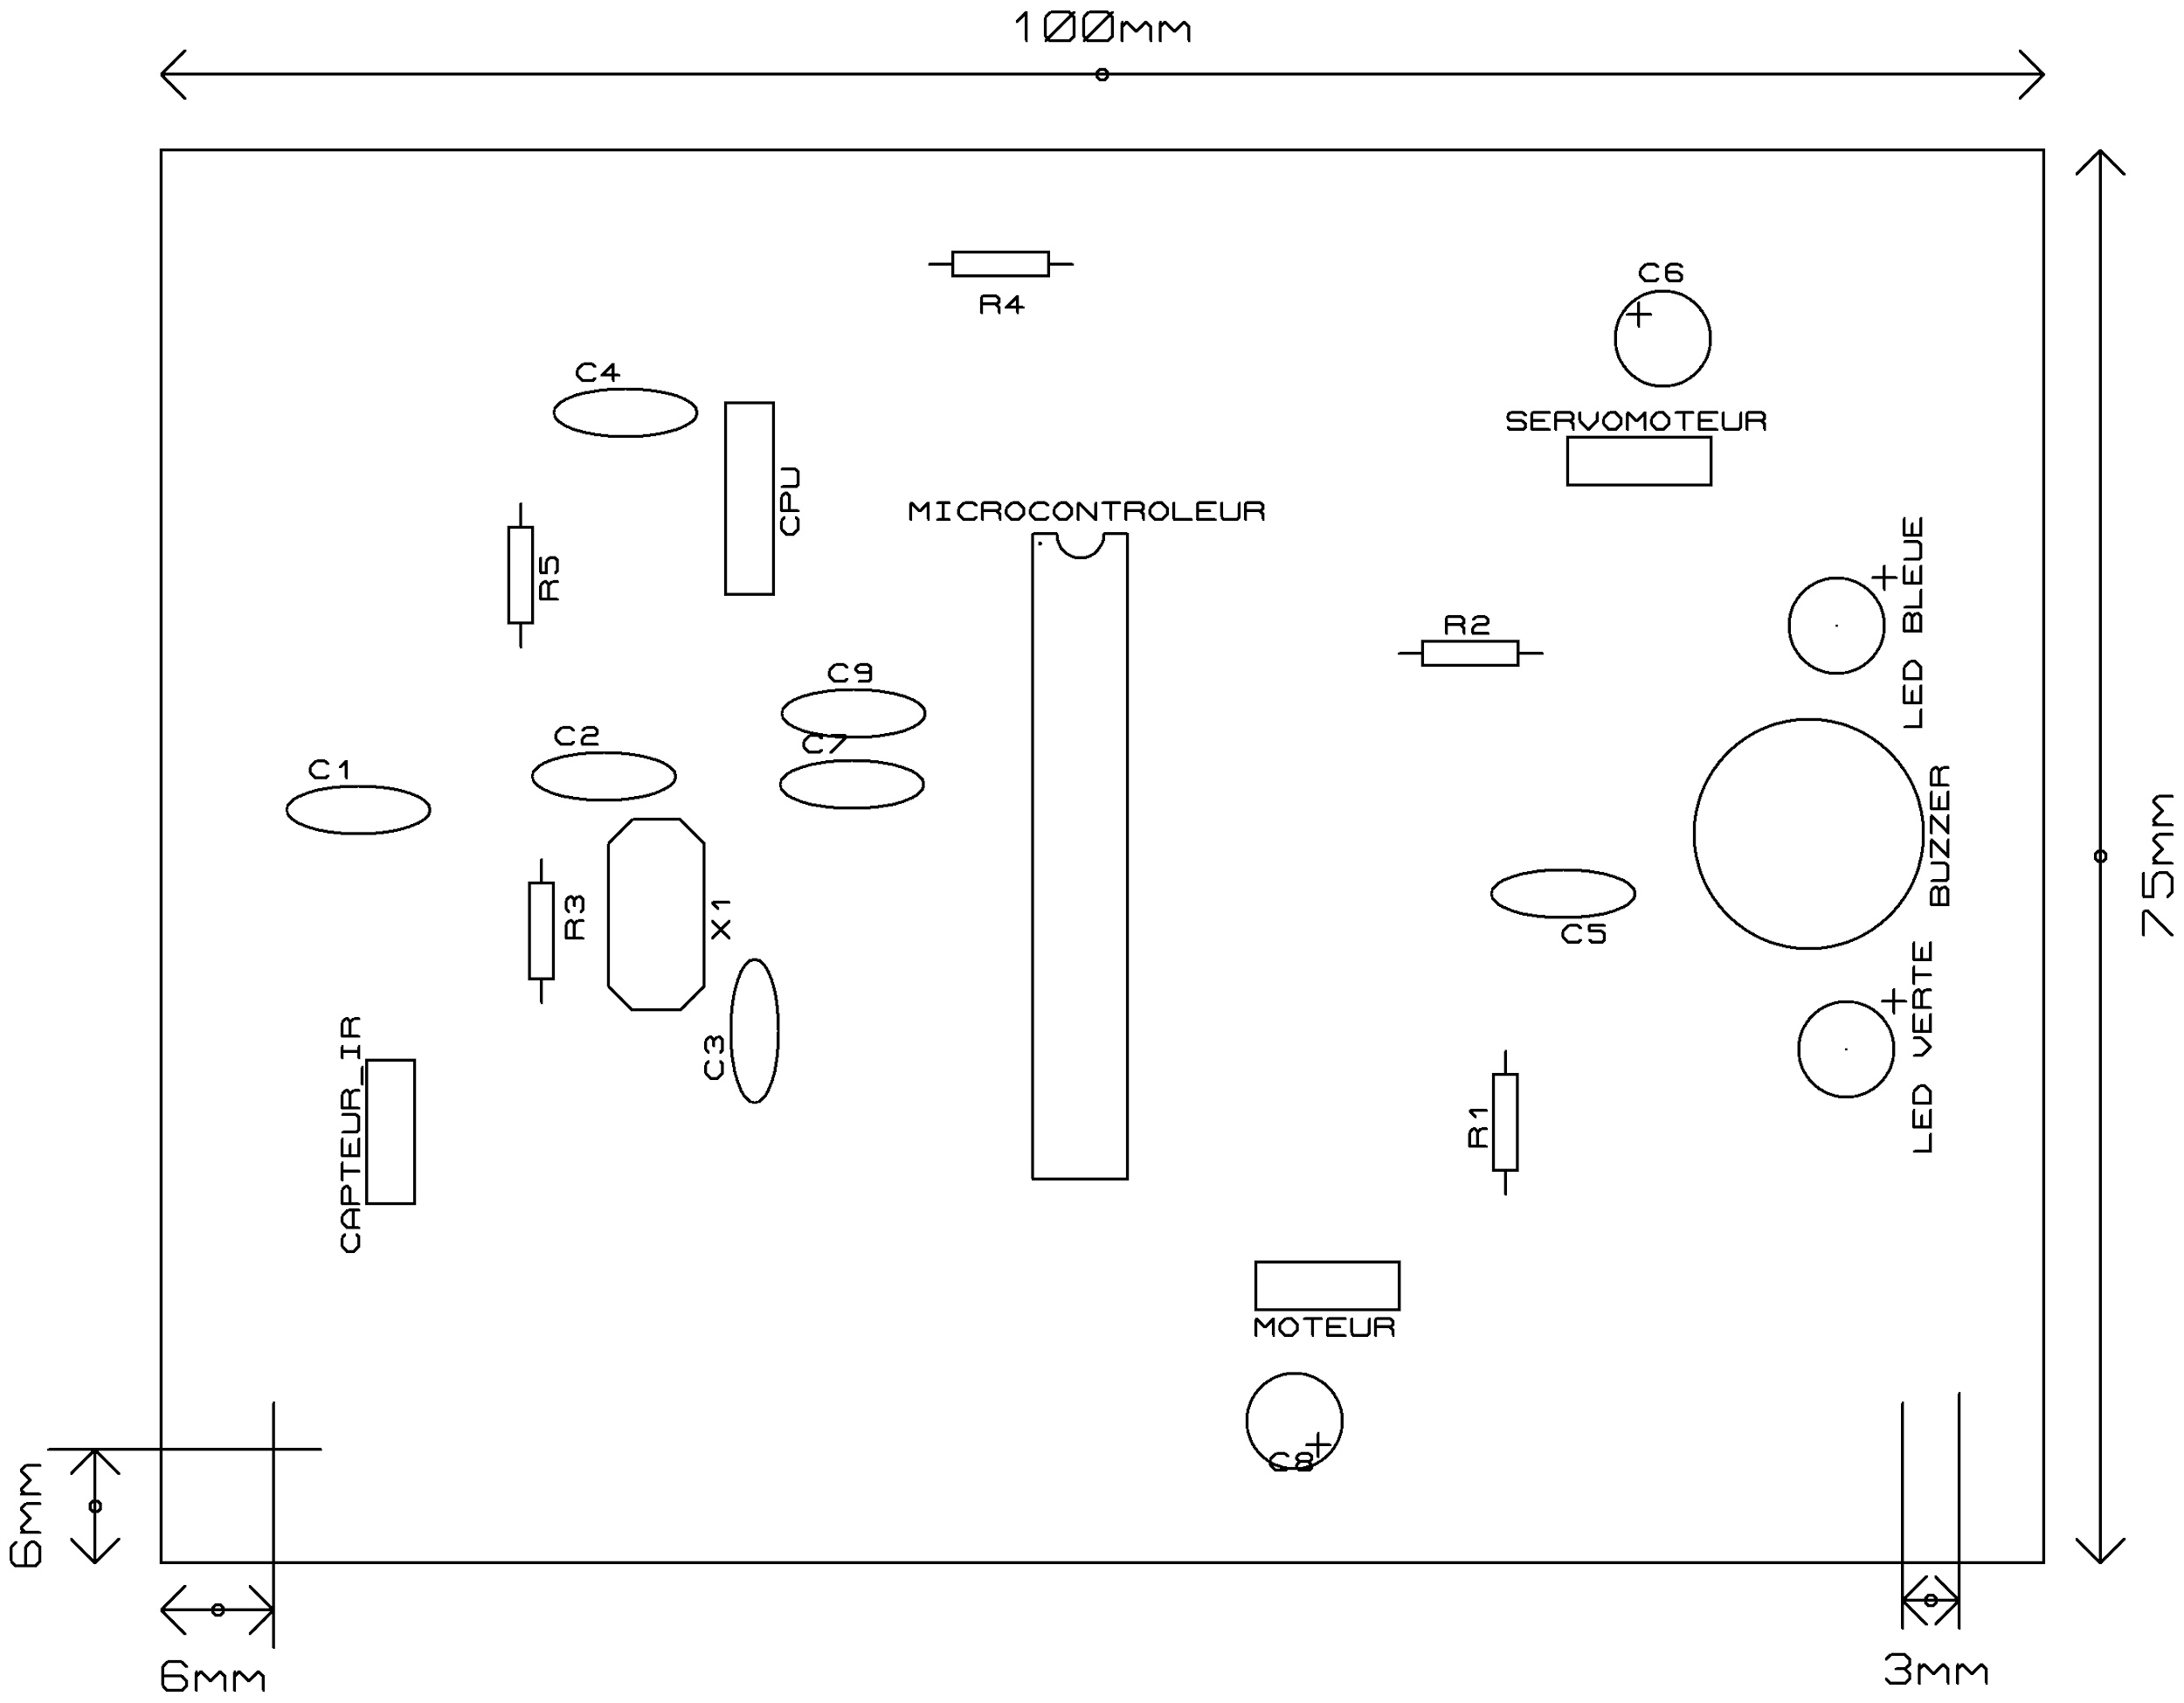 100mm
C6
R4
C4
SERVOMOTEUR
CPU
MICROCONTROLEUR
LED BLEUE
R5
R2
C9
C7
C2
C1
BUZZER
R3
X1
C5
LED VERTE
75mm
C3
CAPTEUR_IR
R1
MOTEUR
C8
6mm
6mm
3mm